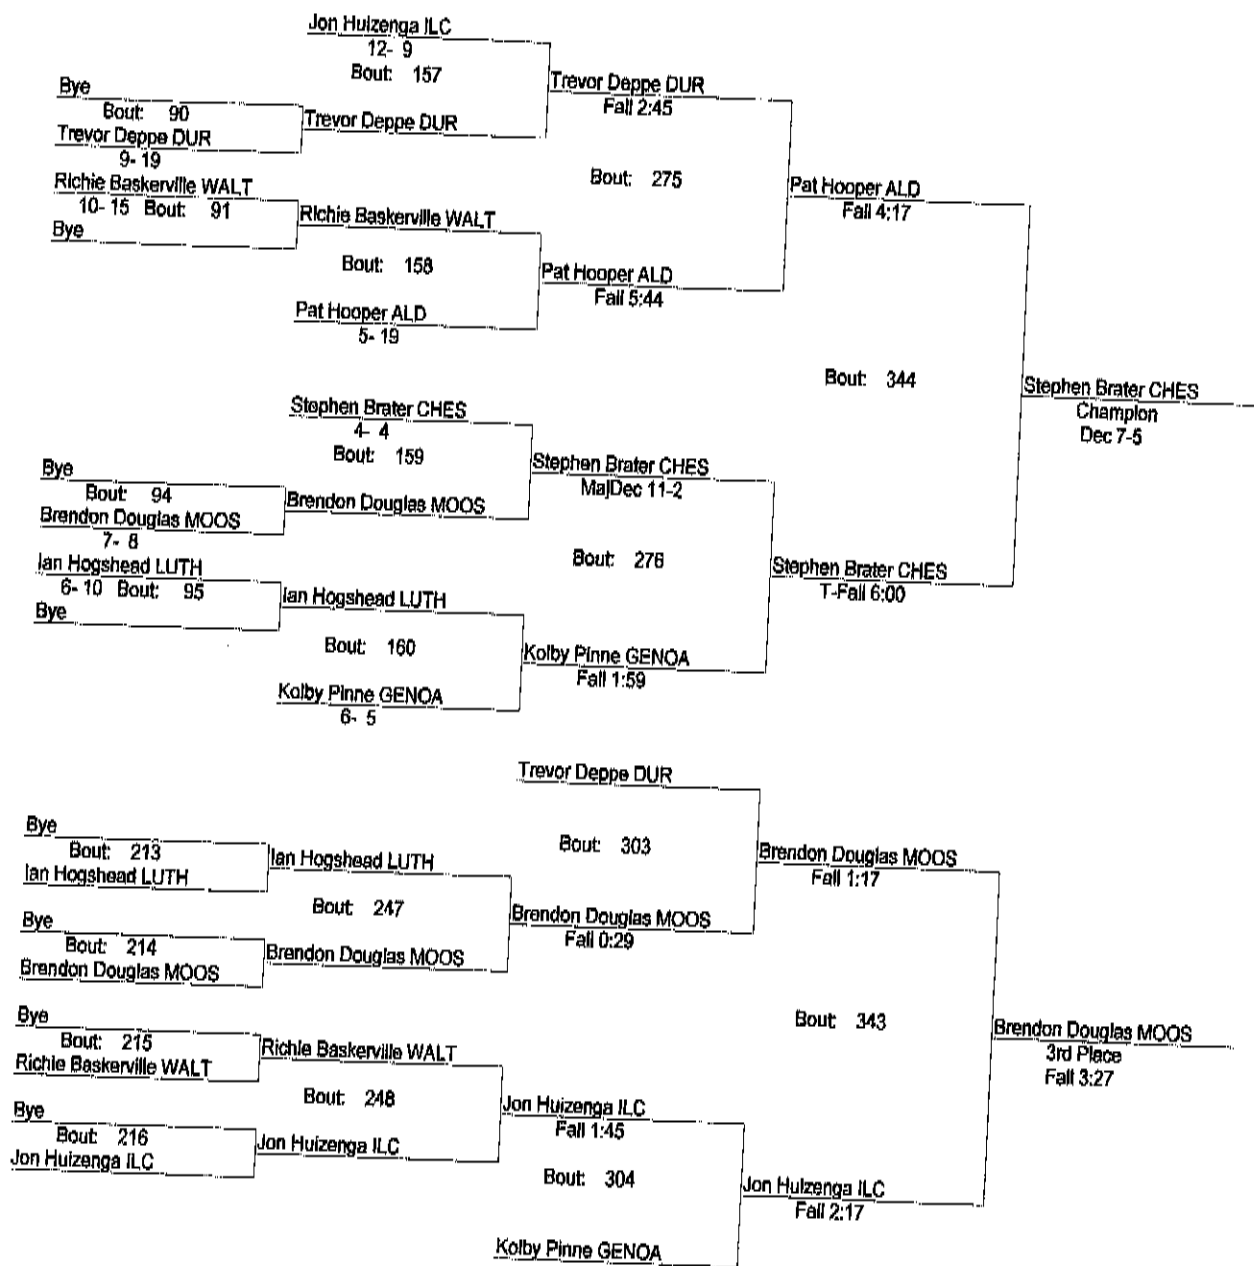 Jon Huizenga ILC
12- 9
Bout: 157
Bye
Bout: 90
Trevor Deppe DUR
9- 19
Trevor Deppe DUR
Trevor Deppe DUR
Fall 2:45
Richie Baskerville WALT
10- 15 Bout: 91
Bye
Richie Baskerville WALT
Bout: 158
Pat Hooper ALD
5- 19
Pat Hooper ALD
Fall 5:44
Bout: 275
Pat Hooper ALD
Fall 4:17
Stephen Brater CHES
4- 4
Bout: 159
Bye
Bout: 94
Brendon Douglas MOOS
7- 8
Brendon Douglas MOOS
Stephen Brater CHES
MajDec 11-2
Ian Hogshead LUTH
6- 10 Bout: 95
Bye
Ian Hogshead LUTH
Bout: 160
Kolby Pinne GENOA
6- 5
Kolby Pinne GENOA
Fall 1:59
Bout: 276
Stephen Brater CHES
T-Fall 6:00
Bout: 344
Stephen Brater CHES
Champion
Dec 7-5
Trevor Deppe DUR
Bout: 303
Bye
Bout: 213
Ian Hogshead LUTH
Ian Hogshead LUTH
Bout: 247
Bye
Bout: 214
Brendon Douglas MOOS
Brendon Douglas MOOS
Brendon Douglas MOOS
Fall 0:29
Brendon Douglas MOOS
Fall 1:17
Bye
Bout: 215
Richie Baskerville WALT
Richie Baskerville WALT
Bout: 248
Bye
Bout: 216
Jon Huizenga ILC
Jon Huizenga ILC
Jon Huizenga ILC
Fall 1:45
Bout: 304
Kolby Pinne GENOA
Jon Huizenga ILC
Fall 2:17
Bout: 343
Brendon Douglas MOOS
3rd Place
Fall 3:27